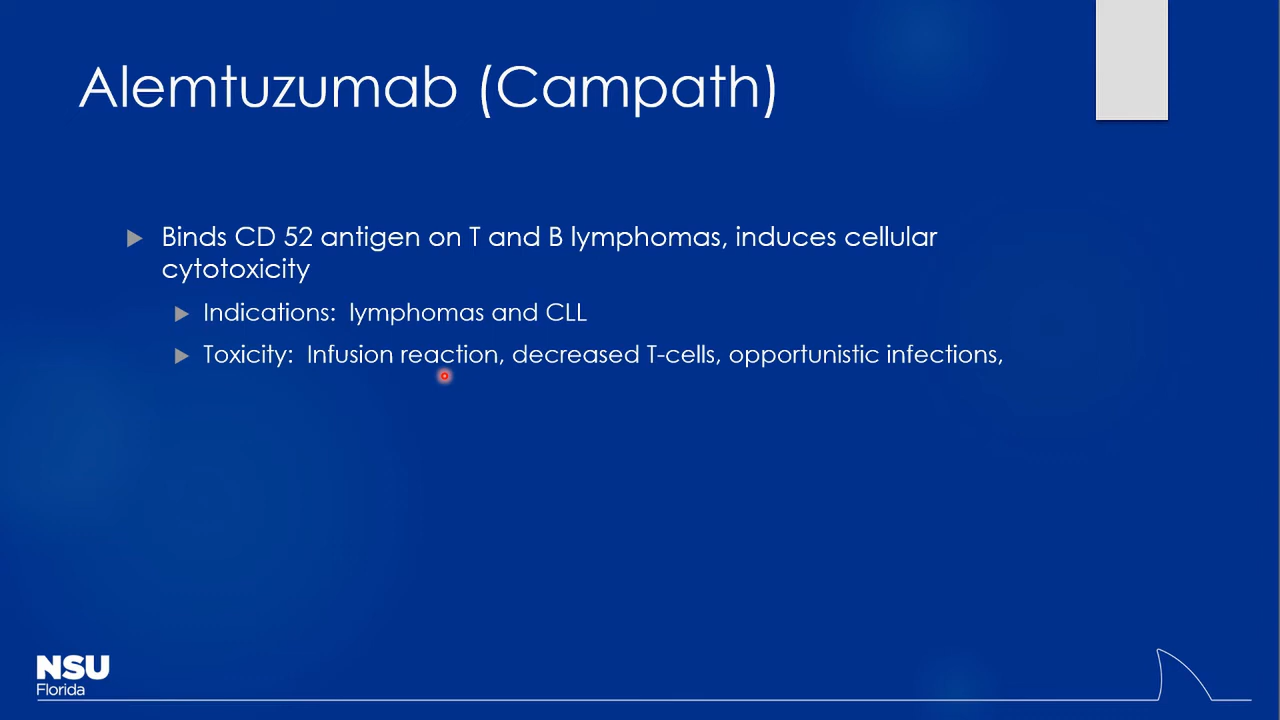 Alemtuzumab (Campath)
Binds CD 52 antigen on T and B lymphomas, induces cellular
cytotoxicity
Indications:  lymphomas and CLL
Toxicity:  Infusion reaction, decreased T-cells, opportunistic infections,
NSU
Florida